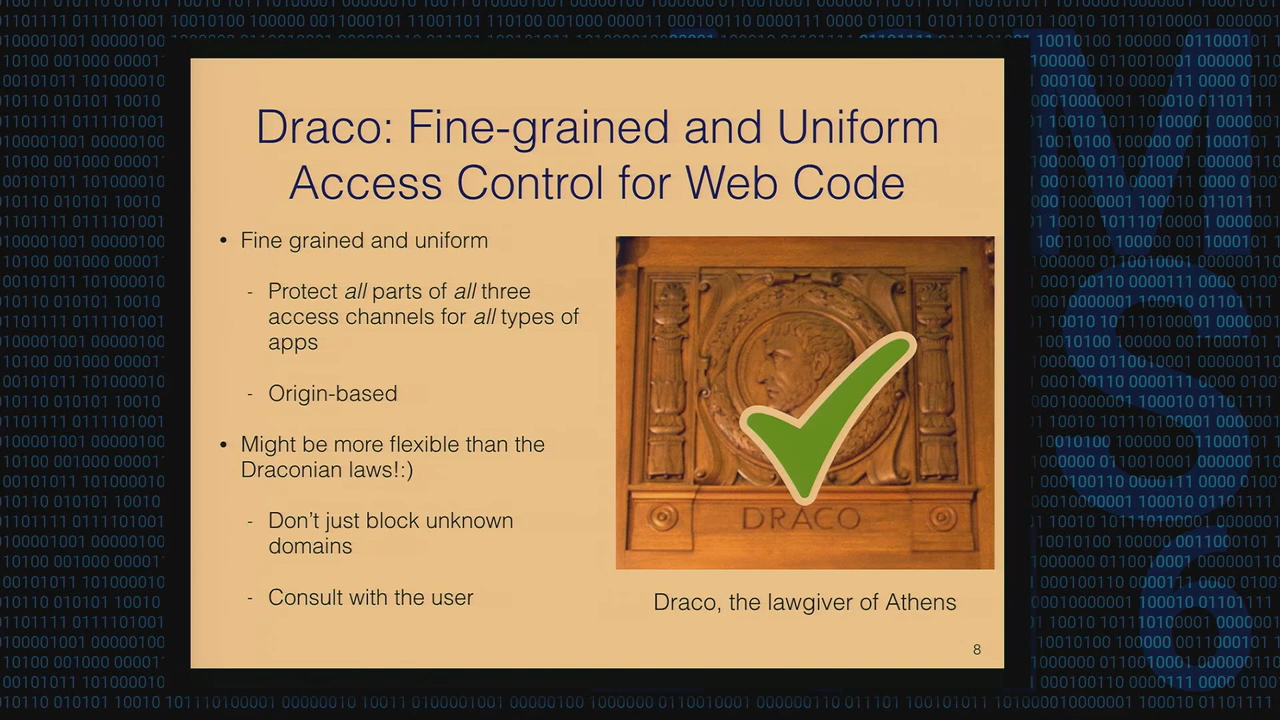 Draco: Fine-grained and Uniform
Access Control for Web Code
• Fine grained and uniform
- Protect all parts of all three
access channels for all types of
apps
- Origin-based
• Might be more flexible than the
Draconian laws!:)
- Don't just block unknown
domains
- Consult with the user
DRACO
Draco, the lawgiver of Athens
8